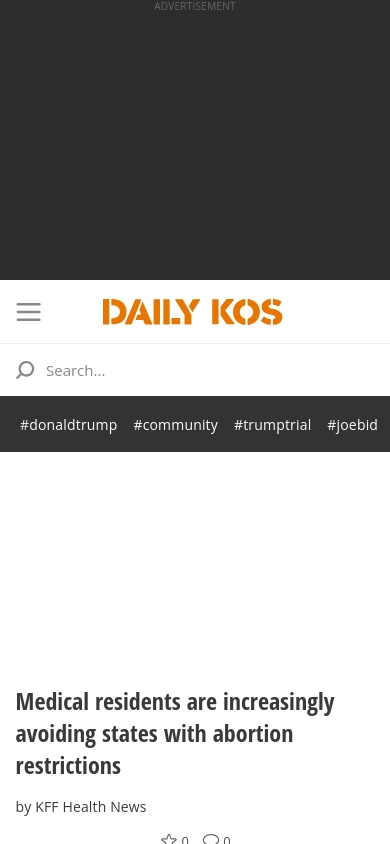 ADVERTISEMENT
DAILY KOS
Search...
#donaldtrump #community #trumptrial #joebid
Medical residents are increasingly
avoiding states with abortion
restrictions
by KFF Health News
0 0